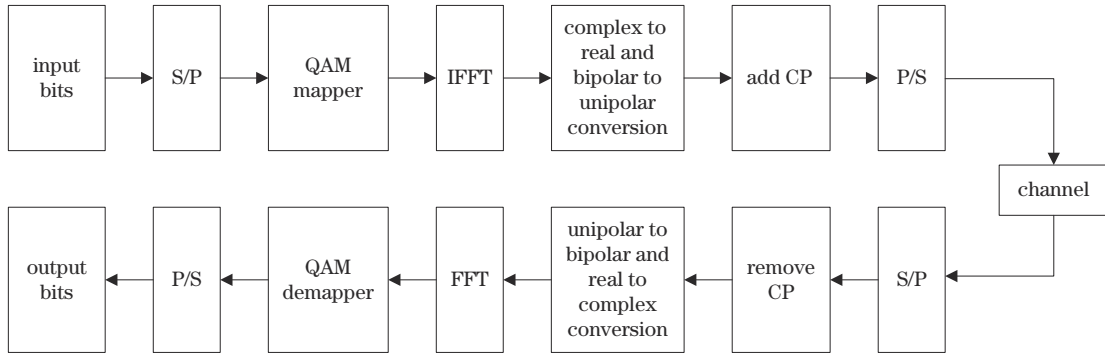 input
bits
S/P
QAM
mapper
IFFT
complex to
real and
bipolar to
unipolar
conversion
add CP
P/S
channel
output
bits
P/S
QAM
demapper
FFT
unipolar to
bipolar and
real to
complex
conversion
remove
CP
S/P